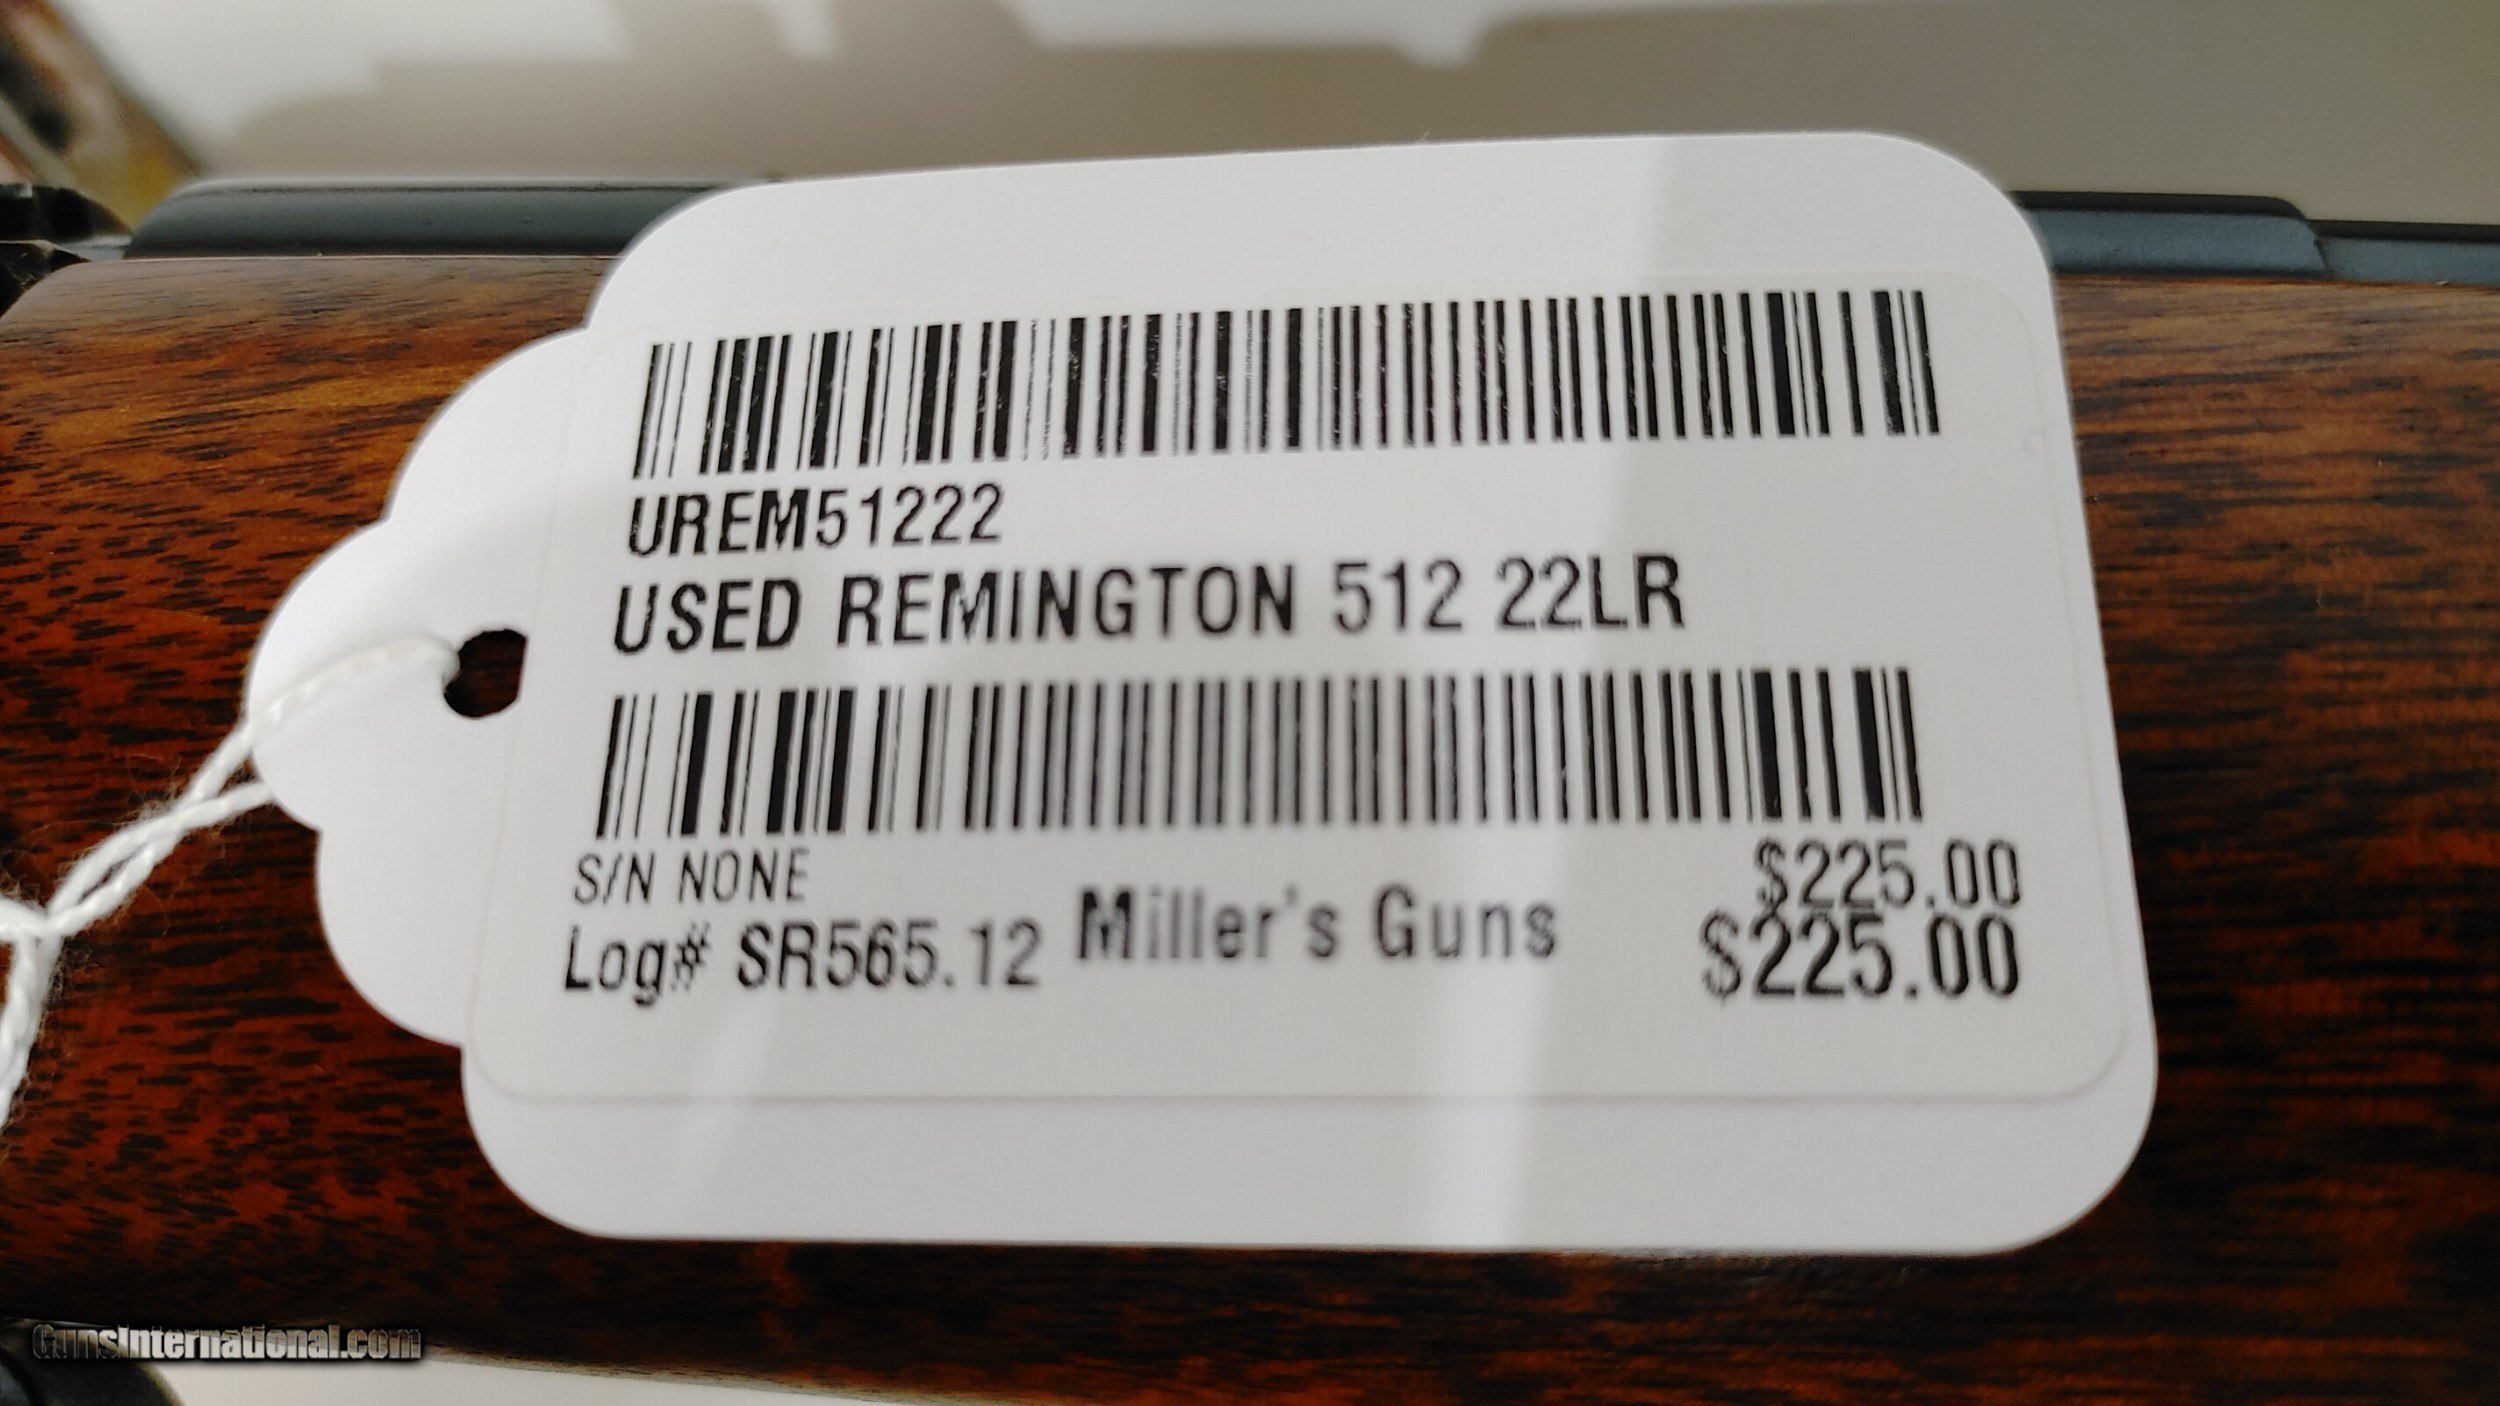 UREM51222
USED REMINGTON 512 22LR
S/N NONE
$225.00
Log# SR565.12 Miller's Guns $225.00
GunsInternational.com